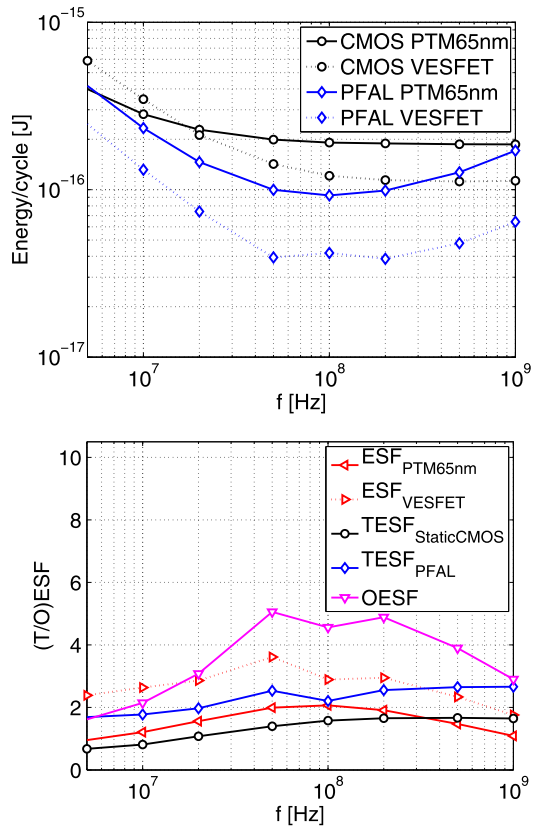 10^-15
CMOS PTM65nm
CMOS VESFET
PFAL PTM65nm
PFAL VESFET
Energy/cycle [J]
10^-16
10^-17
10^7
10^8
10^9
f [Hz]
10
ESF_PTM65nm
ESF_VESFET
8
TESF_StaticCMOS
TESF_PFAL
6
OESF
(T/O)ESF
4
2
0
10^7
10^8
10^9
f [Hz]